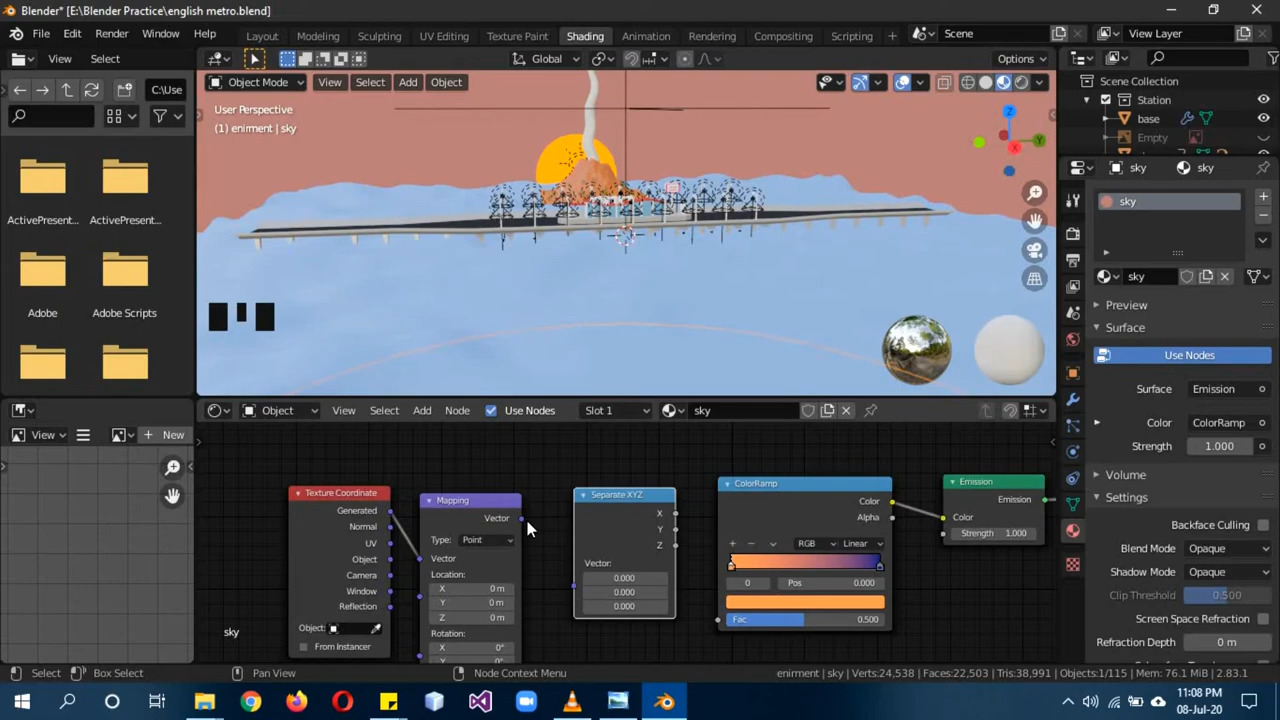 Blender* [E:\Blender Practice\english metro.blend]
File Edit Render Window Help
Layout Modeling Sculpting UV Editing Texture Paint Shading Animation Rendering Compositing Scripting
Scene
View Layer
View Select
Global
Options
Object Mode View Select Add Object
C:\Use
User Perspective
(1) enirment | sky
Z
Y
X
Scene Collection
Station
base
Empty
sky
sky
sky
sky
ActivePresent...
ActivePresent...
Adobe
Adobe Scripts
Preview
Surface
Use Nodes
Surface Emission
Color ColorRamp
Strength 1.000
Volume
Settings
Backface Culling
Blend Mode Opaque
Shadow Mode Opaque
Clip Threshold 0.500
Screen Space Refraction
Refraction Depth 0 m
View New
Object View Select Add Node Use Nodes Slot 1 sky
Texture Coordinate
Generated
Normal
UV
Object
Camera
Window
Reflection
Object:
From Instancer
Mapping
Vector
Type: Point
Vector
Location:
X 0 m
Y 0 m
Z 0 m
Rotation:
X 0°
Separate XYZ
X
Y
Z
Vector:
0.000
0.000
0.000
ColorRamp
Color
Alpha
RGB Linear
0 Pos 0.000
Fac 0.500
Emission
Emission
Color
Strength 1.000
sky
Select Box Select Pan View Node Context Menu
enirment | sky | Verts:24,538 | Faces:22,503 | Tris:38,991 | Objects:1/115 | Mem: 76.1 MiB | 2.83.1
11:08 PM
08-Jul-20